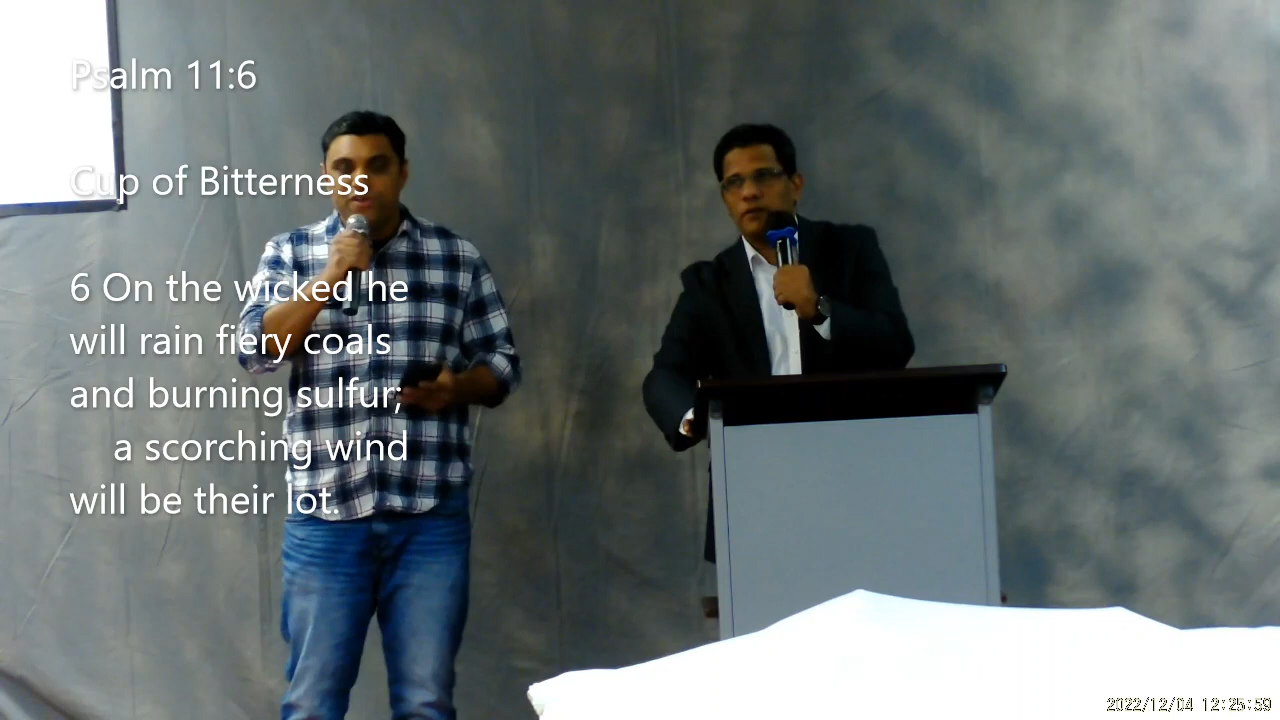 Psalm 11:6
Cup of Bitterness
6 On the wicked he
will rain fiery coals
and burning sulfur;
a scorching wind
will be their lot.
2022/12/04 12:25:59